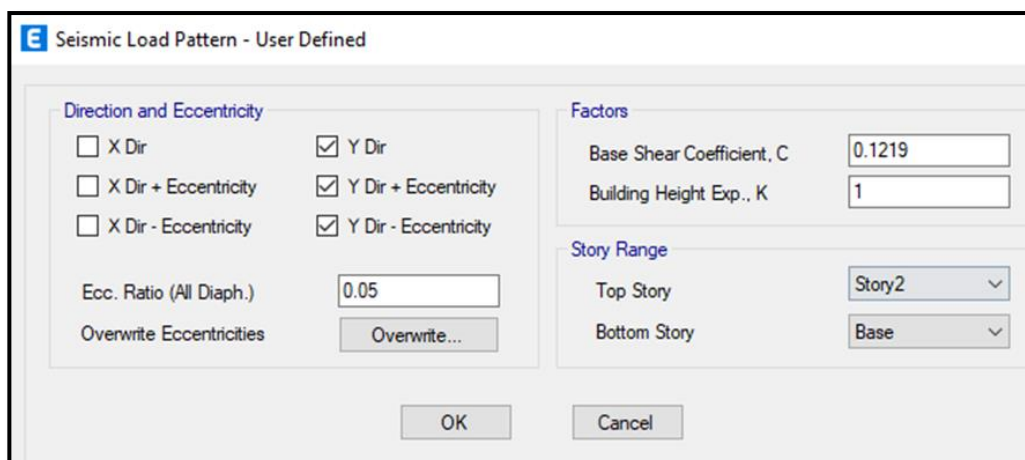 E Seismic Load Pattern - User Defined
Direction and Eccentricity
X Dir
Y Dir
X Dir + Eccentricity
Y Dir + Eccentricity
X Dir - Eccentricity
Y Dir - Eccentricity
Ecc. Ratio (All Diaph.)
0.05
Overwrite Eccentricities
Overwrite...
Factors
Base Shear Coefficient, C
0.1219
Building Height Exp., K
1
Story Range
Top Story
Story2
Bottom Story
Base
OK
Cancel